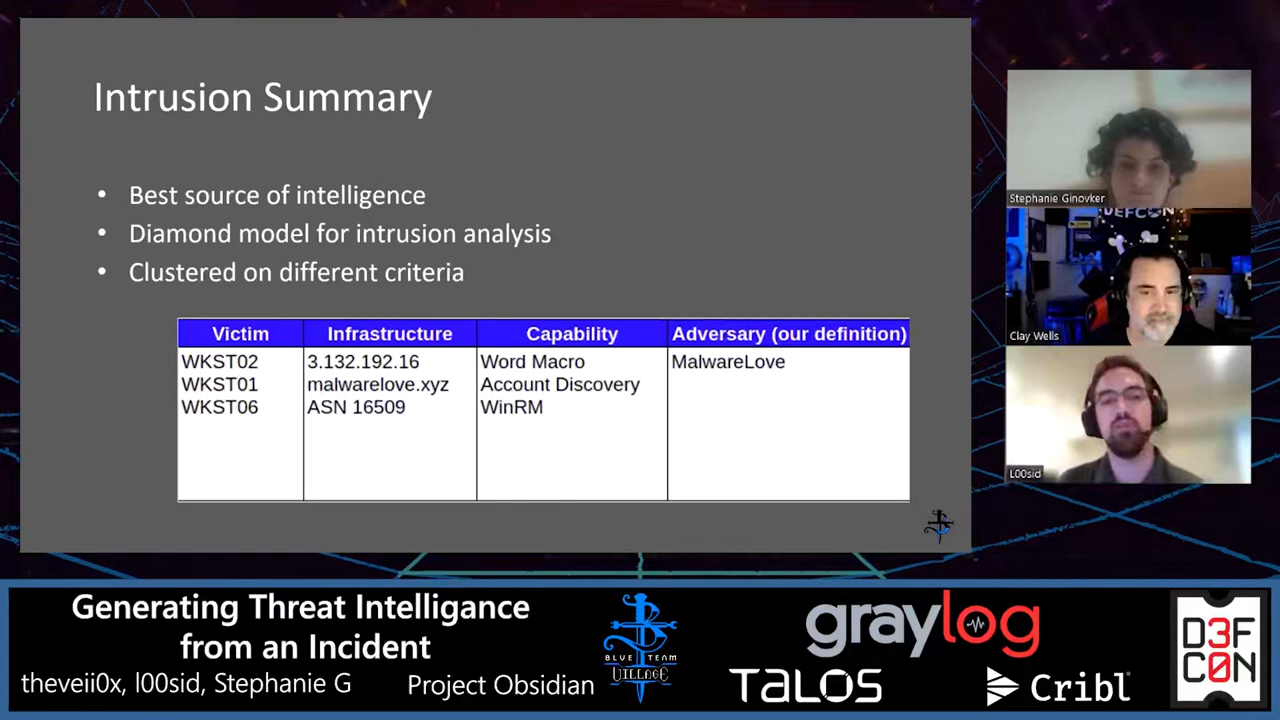 Intrusion Summary
• Best source of intelligence
• Diamond model for intrusion analysis
• Clustered on different criteria
Victim Infrastructure Capability Adversary (our definition)
WKST02 3.132.192.16 Word Macro MalwareLove
WKST01 malwarelove.xyz Account Discovery
WKST06 ASN 16509 WinRM
Stephanie Ginovker
DEFCON
Clay Wells
L00sid
Generating Threat Intelligance
from an Incident
theveii0x, l00sid, Stephanie G
Project Obsidian
BLUE TEAM
VILLAGE
graylog
TALOS
Cribl
D3F
C0N